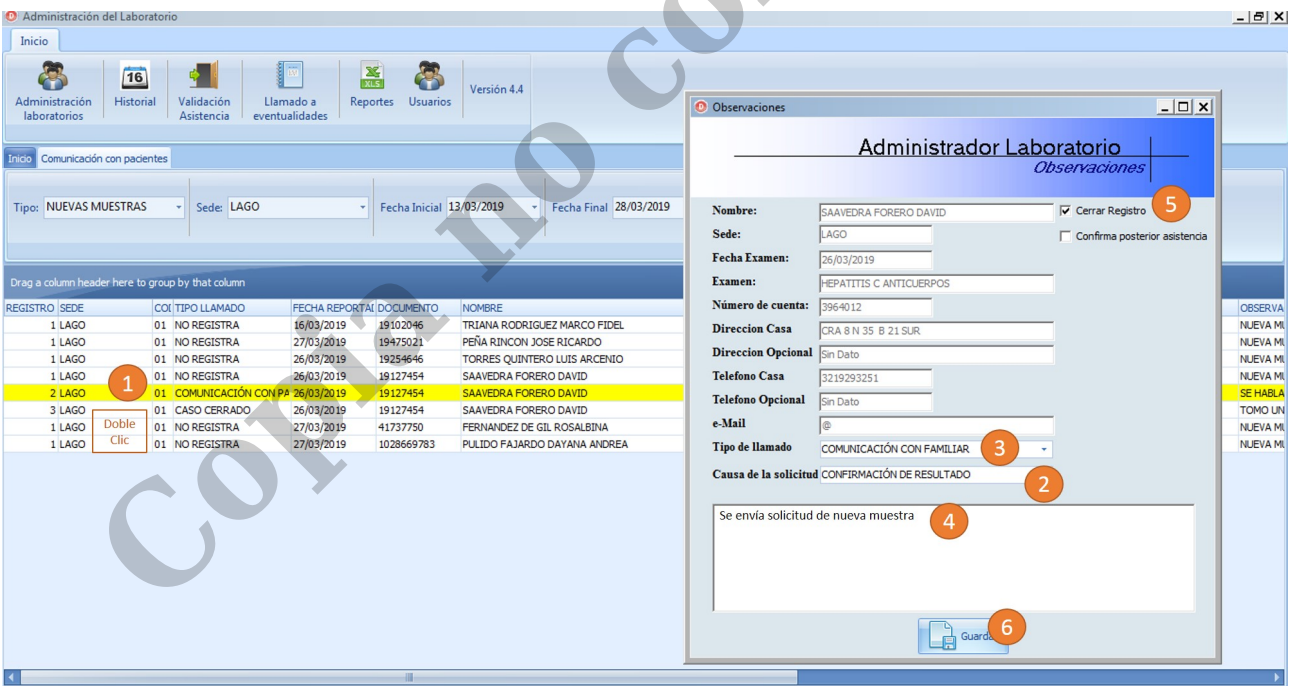 Administración del Laboratorio
Inicio
Administración laboratorios
Historial
Validación Asistencia
Llamado a eventualidades
Reportes
Usuarios
Versión 4.4
Inicio Comunicación con pacientes
Tipo: NUEVAS MUESTRAS Sede: LAGO Fecha Inicial 13/03/2019 Fecha Final 28/03/2019
Drag a column header here to group by that column
REGISTRO SEDE COI TIPO LLAMADO FECHA REPORTAI DOCUMENTO NOMBRE OBSERVA
1 LAGO 01 NO REGISTRA 16/03/2019 19102046 TRIANA RODRIGUEZ MARCO FIDEL NUEVA MU
1 LAGO 01 NO REGISTRA 27/03/2019 19475021 PEÑA RINCON JOSE RICARDO NUEVA MU
1 LAGO 01 NO REGISTRA 26/03/2019 19254646 TORRES QUINTERO LUIS ARCENIO NUEVA MU
1 LAGO 01 NO REGISTRA 26/03/2019 19127454 SAAVEDRA FORERO DAVID NUEVA MU
2 LAGO 01 COMUNICACIÓN CON PA 26/03/2019 19127454 SAAVEDRA FORERO DAVID SE HABLA
3 LAGO 01 CASO CERRADO 26/03/2019 19127454 SAAVEDRA FORERO DAVID TOMO UN
1 LAGO 01 NO REGISTRA 27/03/2019 41737750 FERNANDEZ DE GIL ROSALBINA NUEVA MU
1 LAGO 01 NO REGISTRA 27/03/2019 1028669783 PULIDO FAJARDO DAYANA ANDREA NUEVA MU
1
Doble
Clic
Observaciones
Administrador Laboratorio
Observaciones
Nombre: SAAVEDRA FORERO DAVID Cerrar Registro 5
Sede: LAGO Confirma posterior asistencia
Fecha Examen: 26/03/2019
Examen: HEPATITIS C ANTICUERPOS
Número de cuenta: 3964012
Direccion Casa CRA 8 N 35 B 21 SUR
Direccion Opcional Sin Dato
Telefono Casa 3219293251
Telefono Opcional Sin Dato
e-Mail @
Tipo de llamado COMUNICACIÓN CON FAMILIAR 3
Causa de la solicitud CONFIRMACIÓN DE RESULTADO 2
Se envía solicitud de nueva muestra 4
Guarda 6
Copia no co